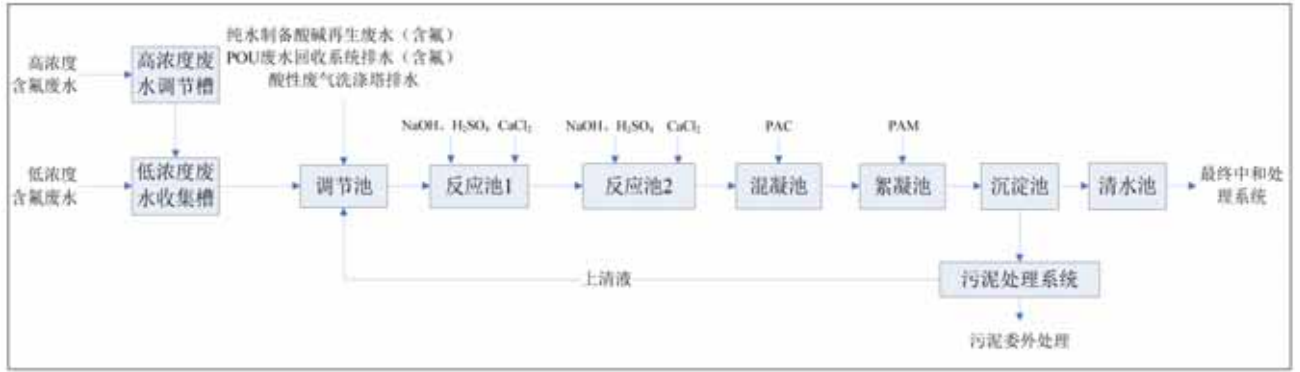 纯水制备酸碱再生废水（含氟）
POU废水回收系统排水（含氟）
酸性废气洗涤塔排水
高浓度
含氟废水
高浓度废
水调节槽
NaOH、H₂SO₄ CaCl₂
NaOH、H₂SO₄ CaCl₂
PAC
PAM
低浓度
含氟废水
低浓度废
水收集槽
调节池
反应池1
反应池2
混凝池
絮凝池
沉淀池
清水池
最终中和处
理系统
上清液
污泥处理系统
污泥委外处理